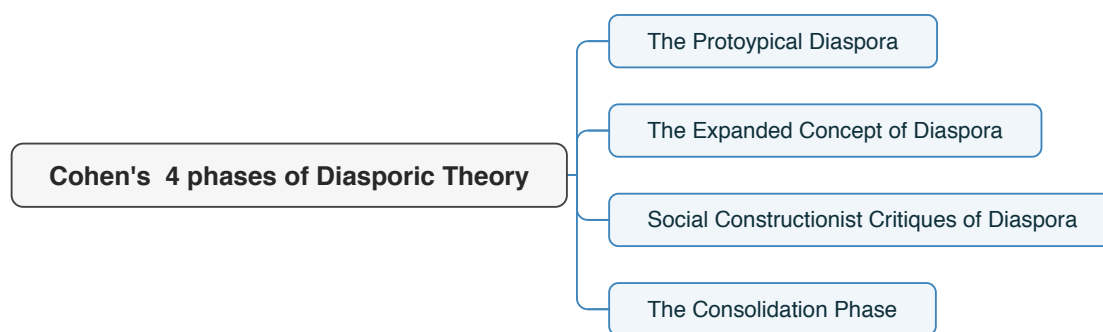 Cohen's  4 phases of Diasporic Theory
The Protoypical Diaspora
The Expanded Concept of Diaspora
Social Constructionist Critiques of Diaspora
The Consolidation Phase